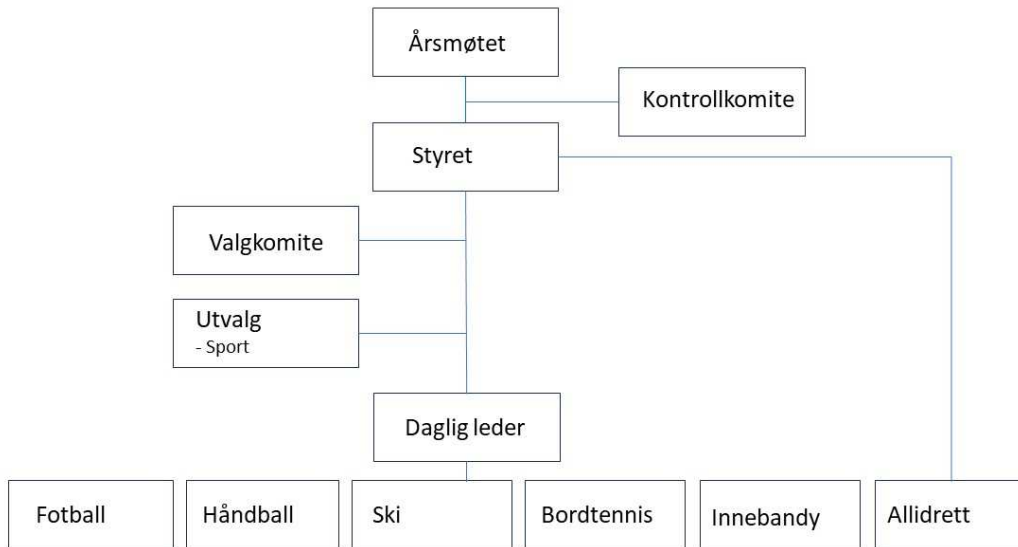 Årsmøtet
Kontrollkomite
Styret
Valgkomite
Utvalg
- Sport
Daglig leder
Fotball
Håndball
Ski
Bordtennis
Innebandy
Allidrett